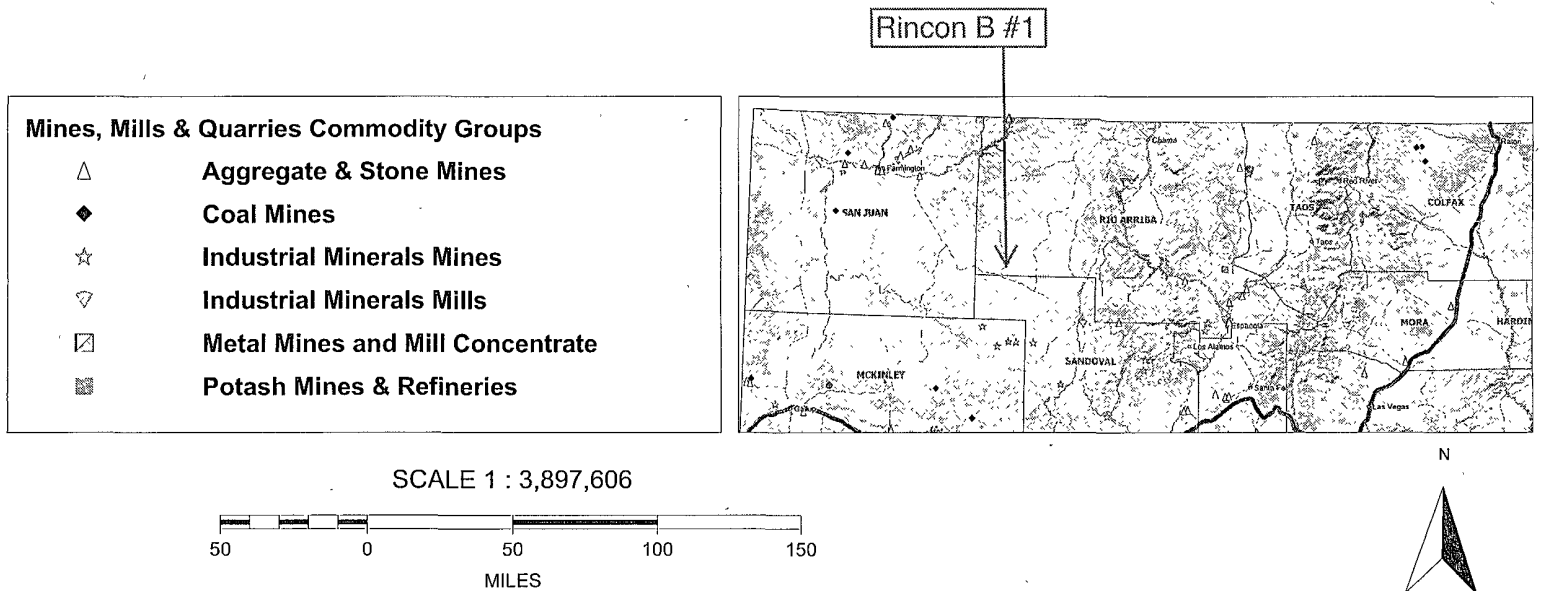 Rincon B #1
Mines, Mills & Quarries Commodity Groups
Aggregate & Stone Mines
Coal Mines
Industrial Minerals Mines
Industrial Minerals Mills
Metal Mines and Mill Concentrate
Potash Mines & Refineries
Chama
Raton
Farmington
Red River
SAN JUAN
RIO ARRIBA
TAOS
COLFAX
Taos
Espanola
MORA
HARDIN
Los Alamos
SANDOVAL
MCKINLEY
Santa Fe
Las Vegas
SCALE 1 : 3,897,606
50 0 50 100 150
MILES
N